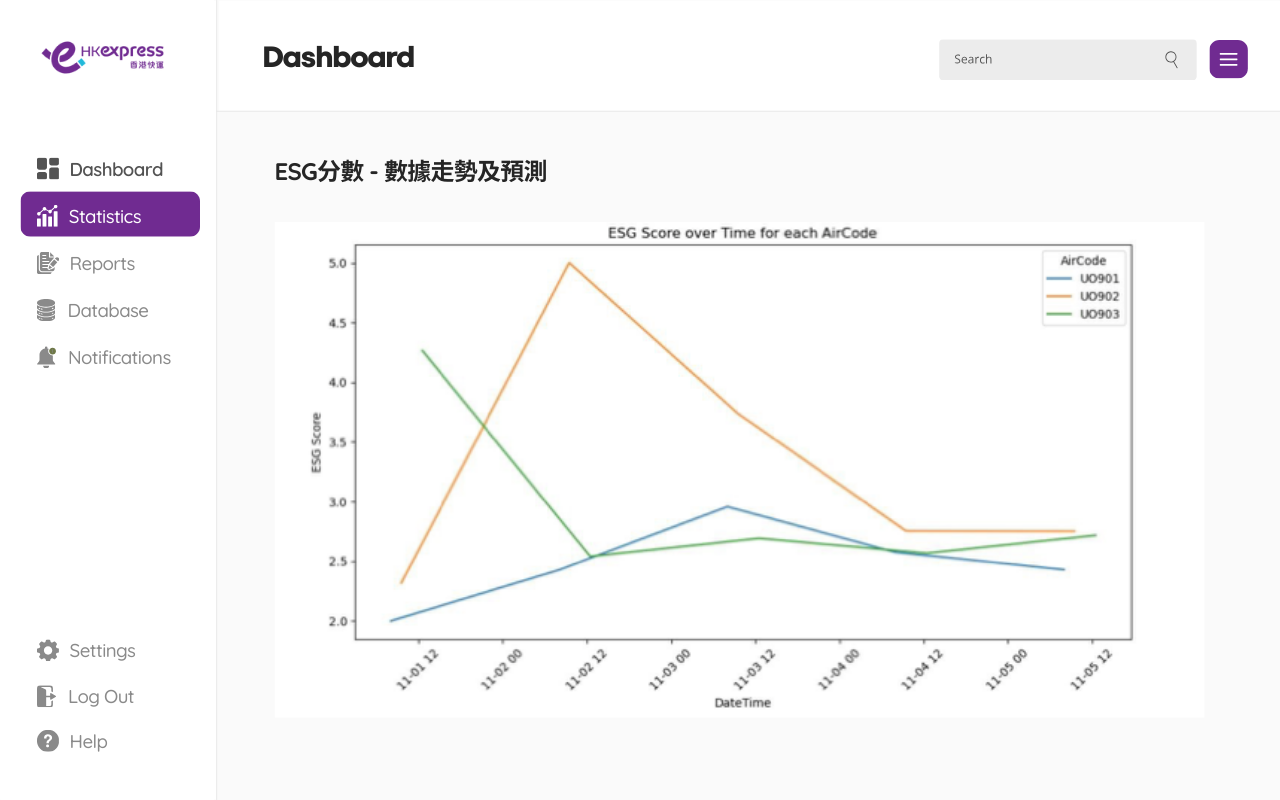 HKexpress
香港快運
Dashboard
Search
Dashboard
Statistics
Reports
Database
Notifications
Settings
Log Out
Help
ESG分數 - 數據走勢及預測
ESG Score over Time for each AirCode
AirCode
UO901
UO902
UO903
ESG Score
5.0
4.5
4.0
3.5
3.0
2.5
2.0
11-01 12
11-02 00
11-02 12
11-03 00
11-03 12
11-04 00
11-04 12
11-05 00
11-05 12
DateTime